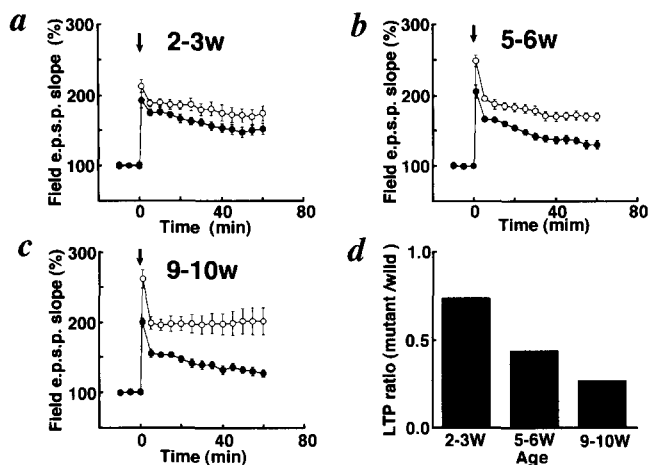 a
2-3w
Field e.p.s.p. slope (%)
300
200
100
0
40
80
Time (min)
b
5-6w
Field e.p.s.p. slope (%)
300
200
100
0
40
80
Time (mim)
c
9-10w
Field e.p.s.p. slope (%)
300
200
100
0
40
80
Time (min)
d
LTP ratio (mutant /wild )
1.0
0.5
0.0
2-3W
5-6W
9-10W
Age